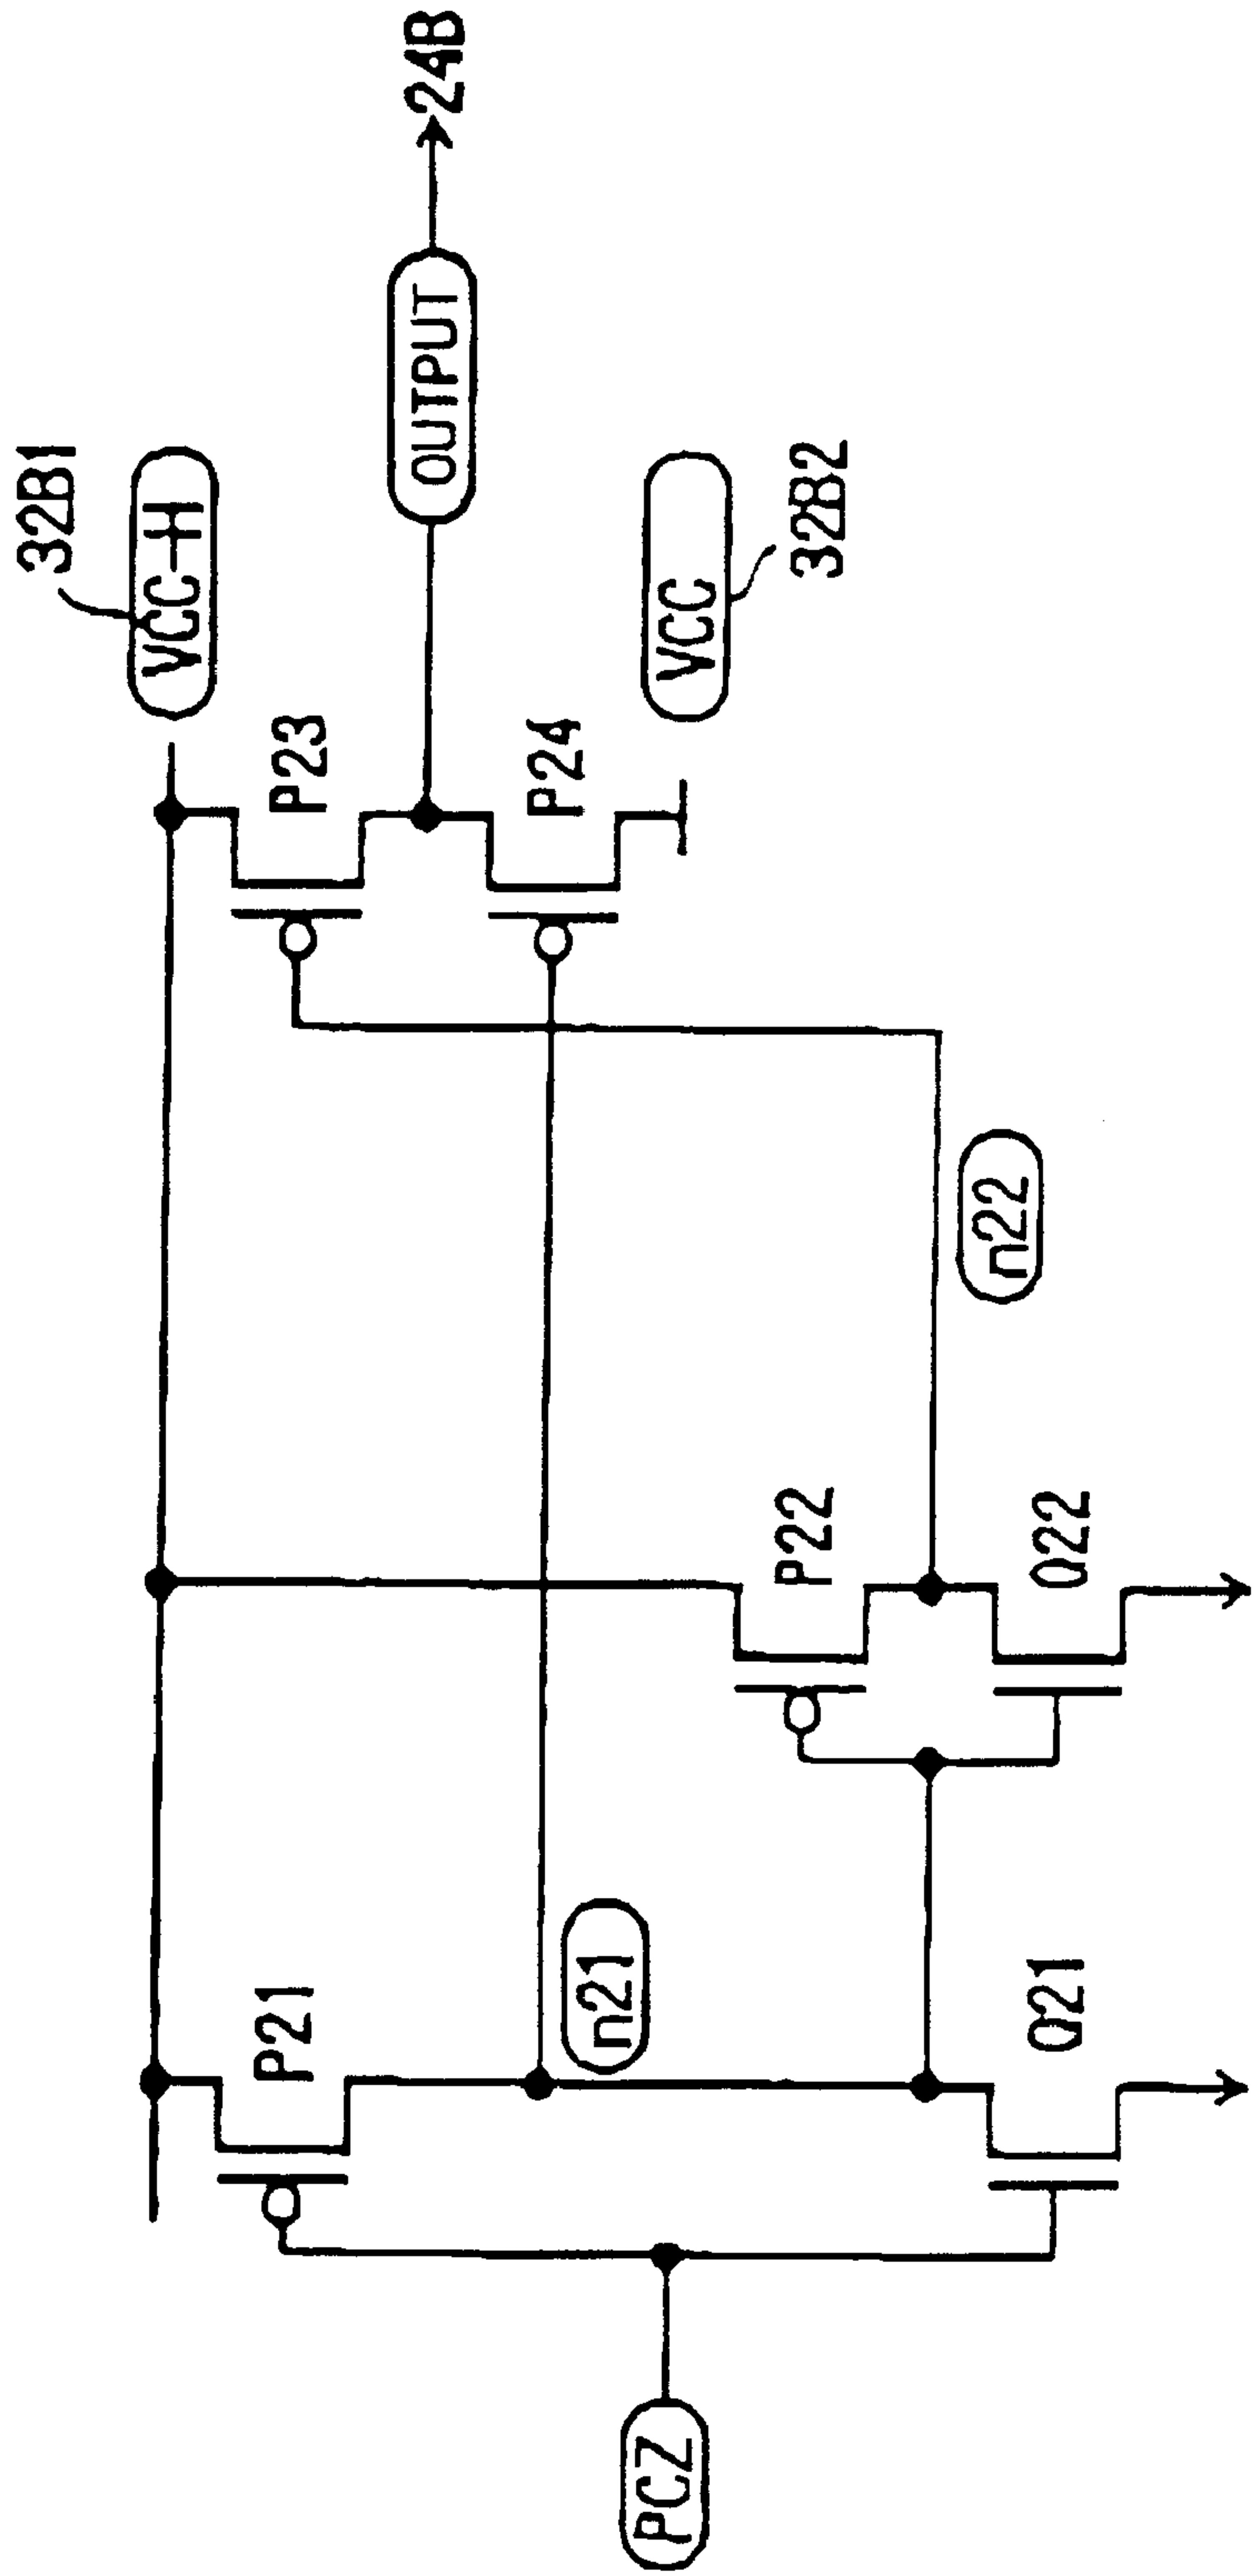 32B1
VCC-H
P21
P23
24B
OUTPUT
n21
P24
PCZ
VCC
32B2
P22
n22
Q21
Q22